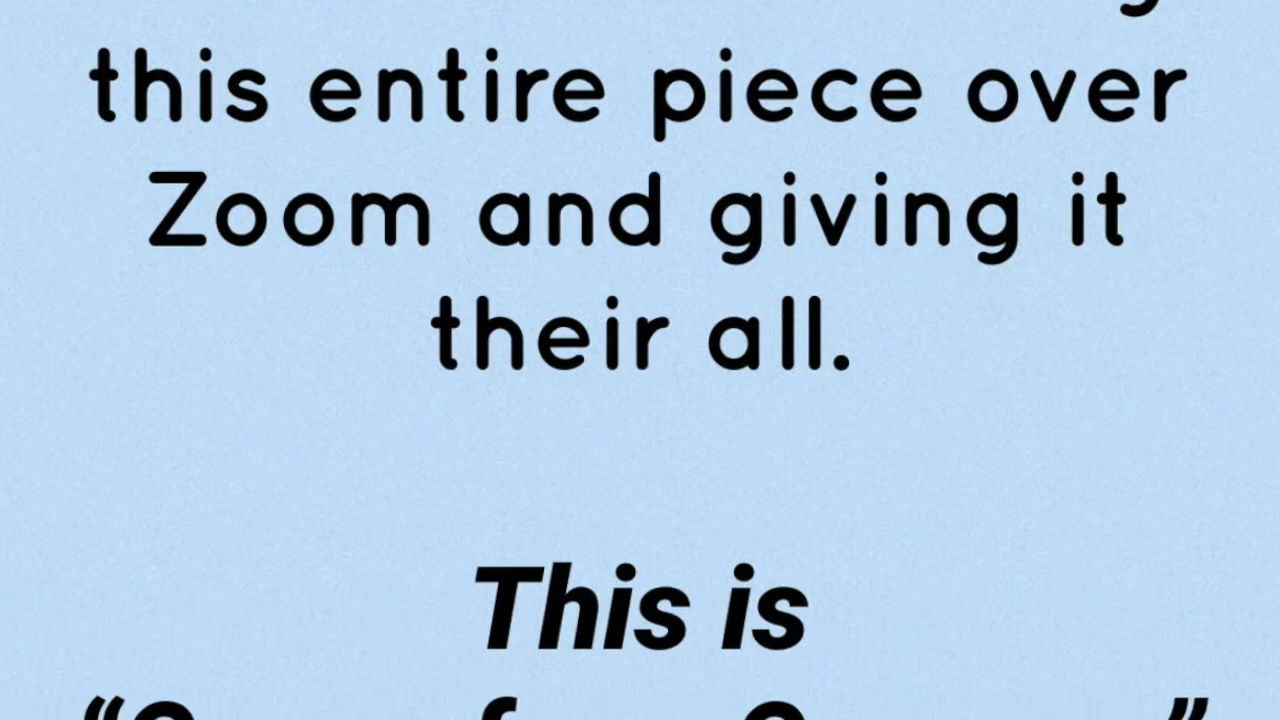 this entire piece over
Zoom and giving it
their all.
This is